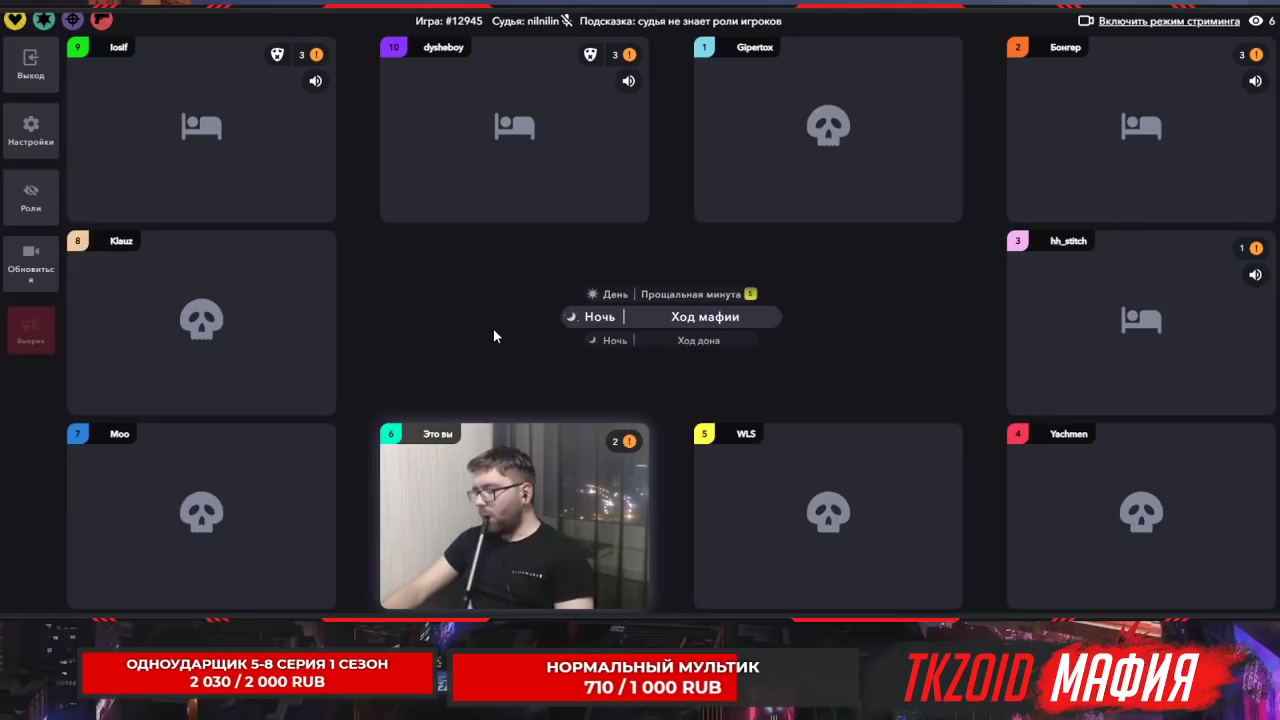 Игра: #12945 Судья: nilnilin Подсказка: судья не знает роли игроков
Включить режим стриминга 6
Выход
Настройки
Роли
Обновиться
9 Iosif 3
10 dysheboy 3
1 Gipertox
2 Бонгер 3
8 Klauz
3 hh_stitch 1
День | Прощальная минута 5
Ночь | Ход мафии
Ночь | Ход дона
7 Moo
6 Это вы 2
5 WLS
4 Yachmen
ОДНОУДАРЩИК 5-8 СЕРИЯ 1 СЕЗОН
2 030 / 2 000 RUB
НОРМАЛЬНЫЙ МУЛЬТИК
710 / 1 000 RUB
TKZOID МАФИЯ